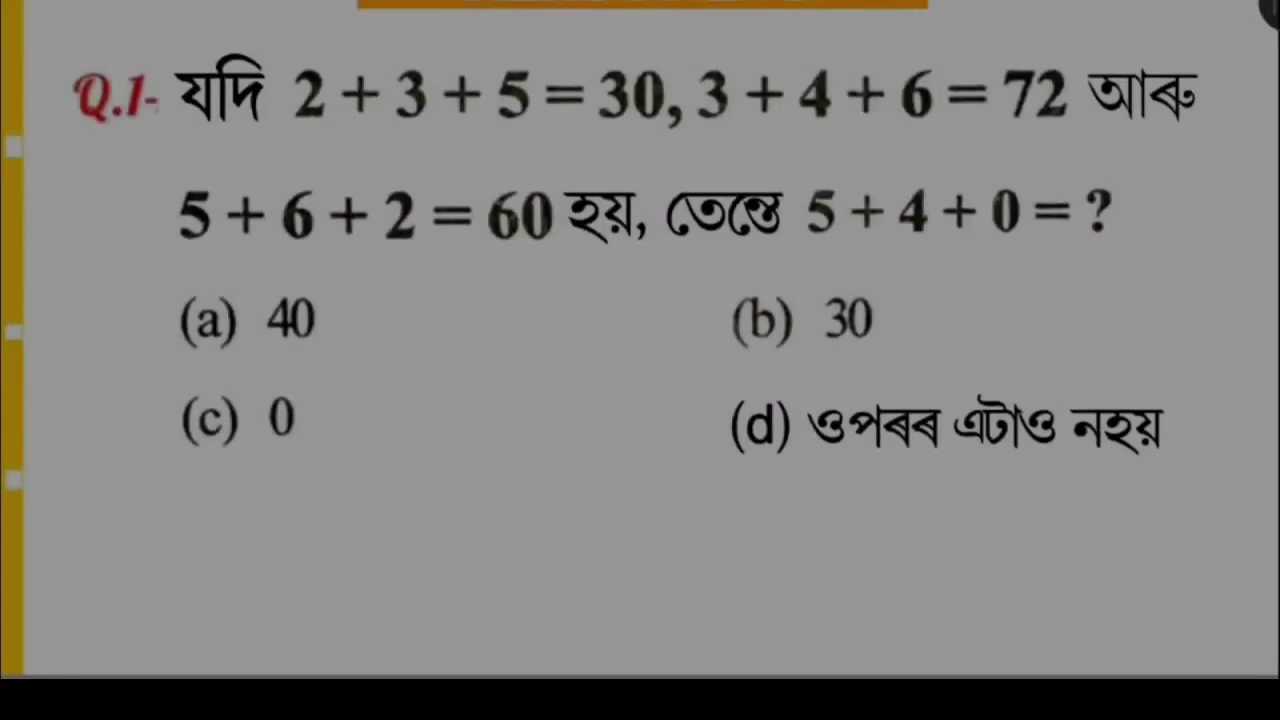 Q.1- যদি 2 + 3 + 5 = 30, 3 + 4 + 6 = 72 আৰু
5 + 6 + 2 = 60 হয়, তেন্তে 5 + 4 + 0 = ?
(a) 40 (b) 30
(c) 0 (d) ওপৰৰ এটাও নহয়